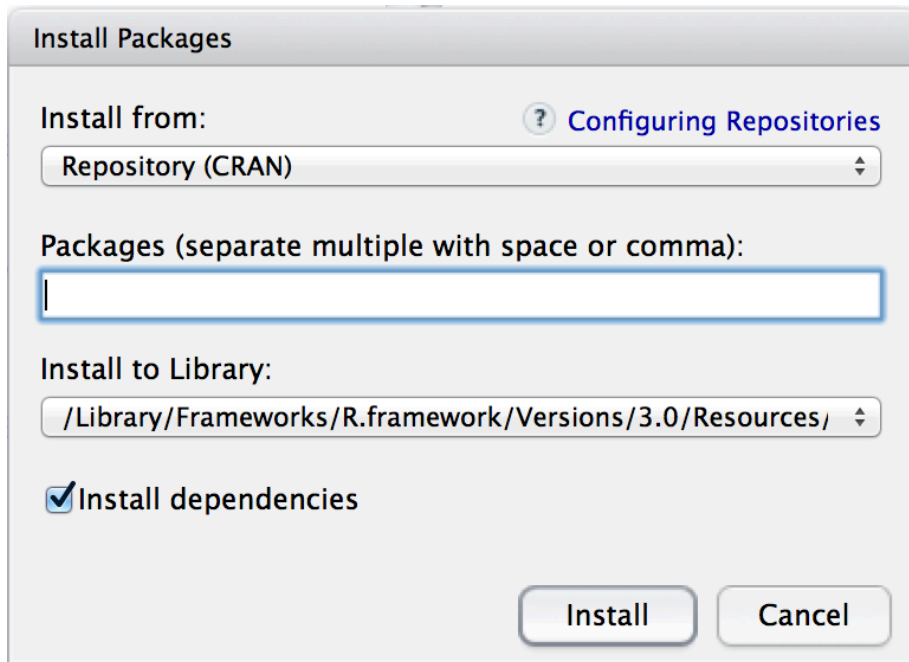 Install Packages
Install from:
? Configuring Repositories
Repository (CRAN)
Packages (separate multiple with space or comma):
Install to Library:
/Library/Frameworks/R.framework/Versions/3.0/Resources/
Install dependencies
Install
Cancel